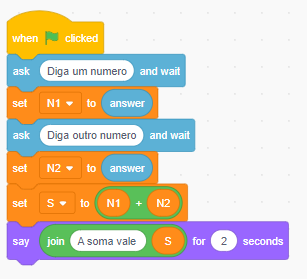 when clicked
ask Diga um numero and wait
set N1 to answer
ask Diga outro numero and wait
set N2 to answer
set S to N1 + N2
say join A soma vale S for 2 seconds